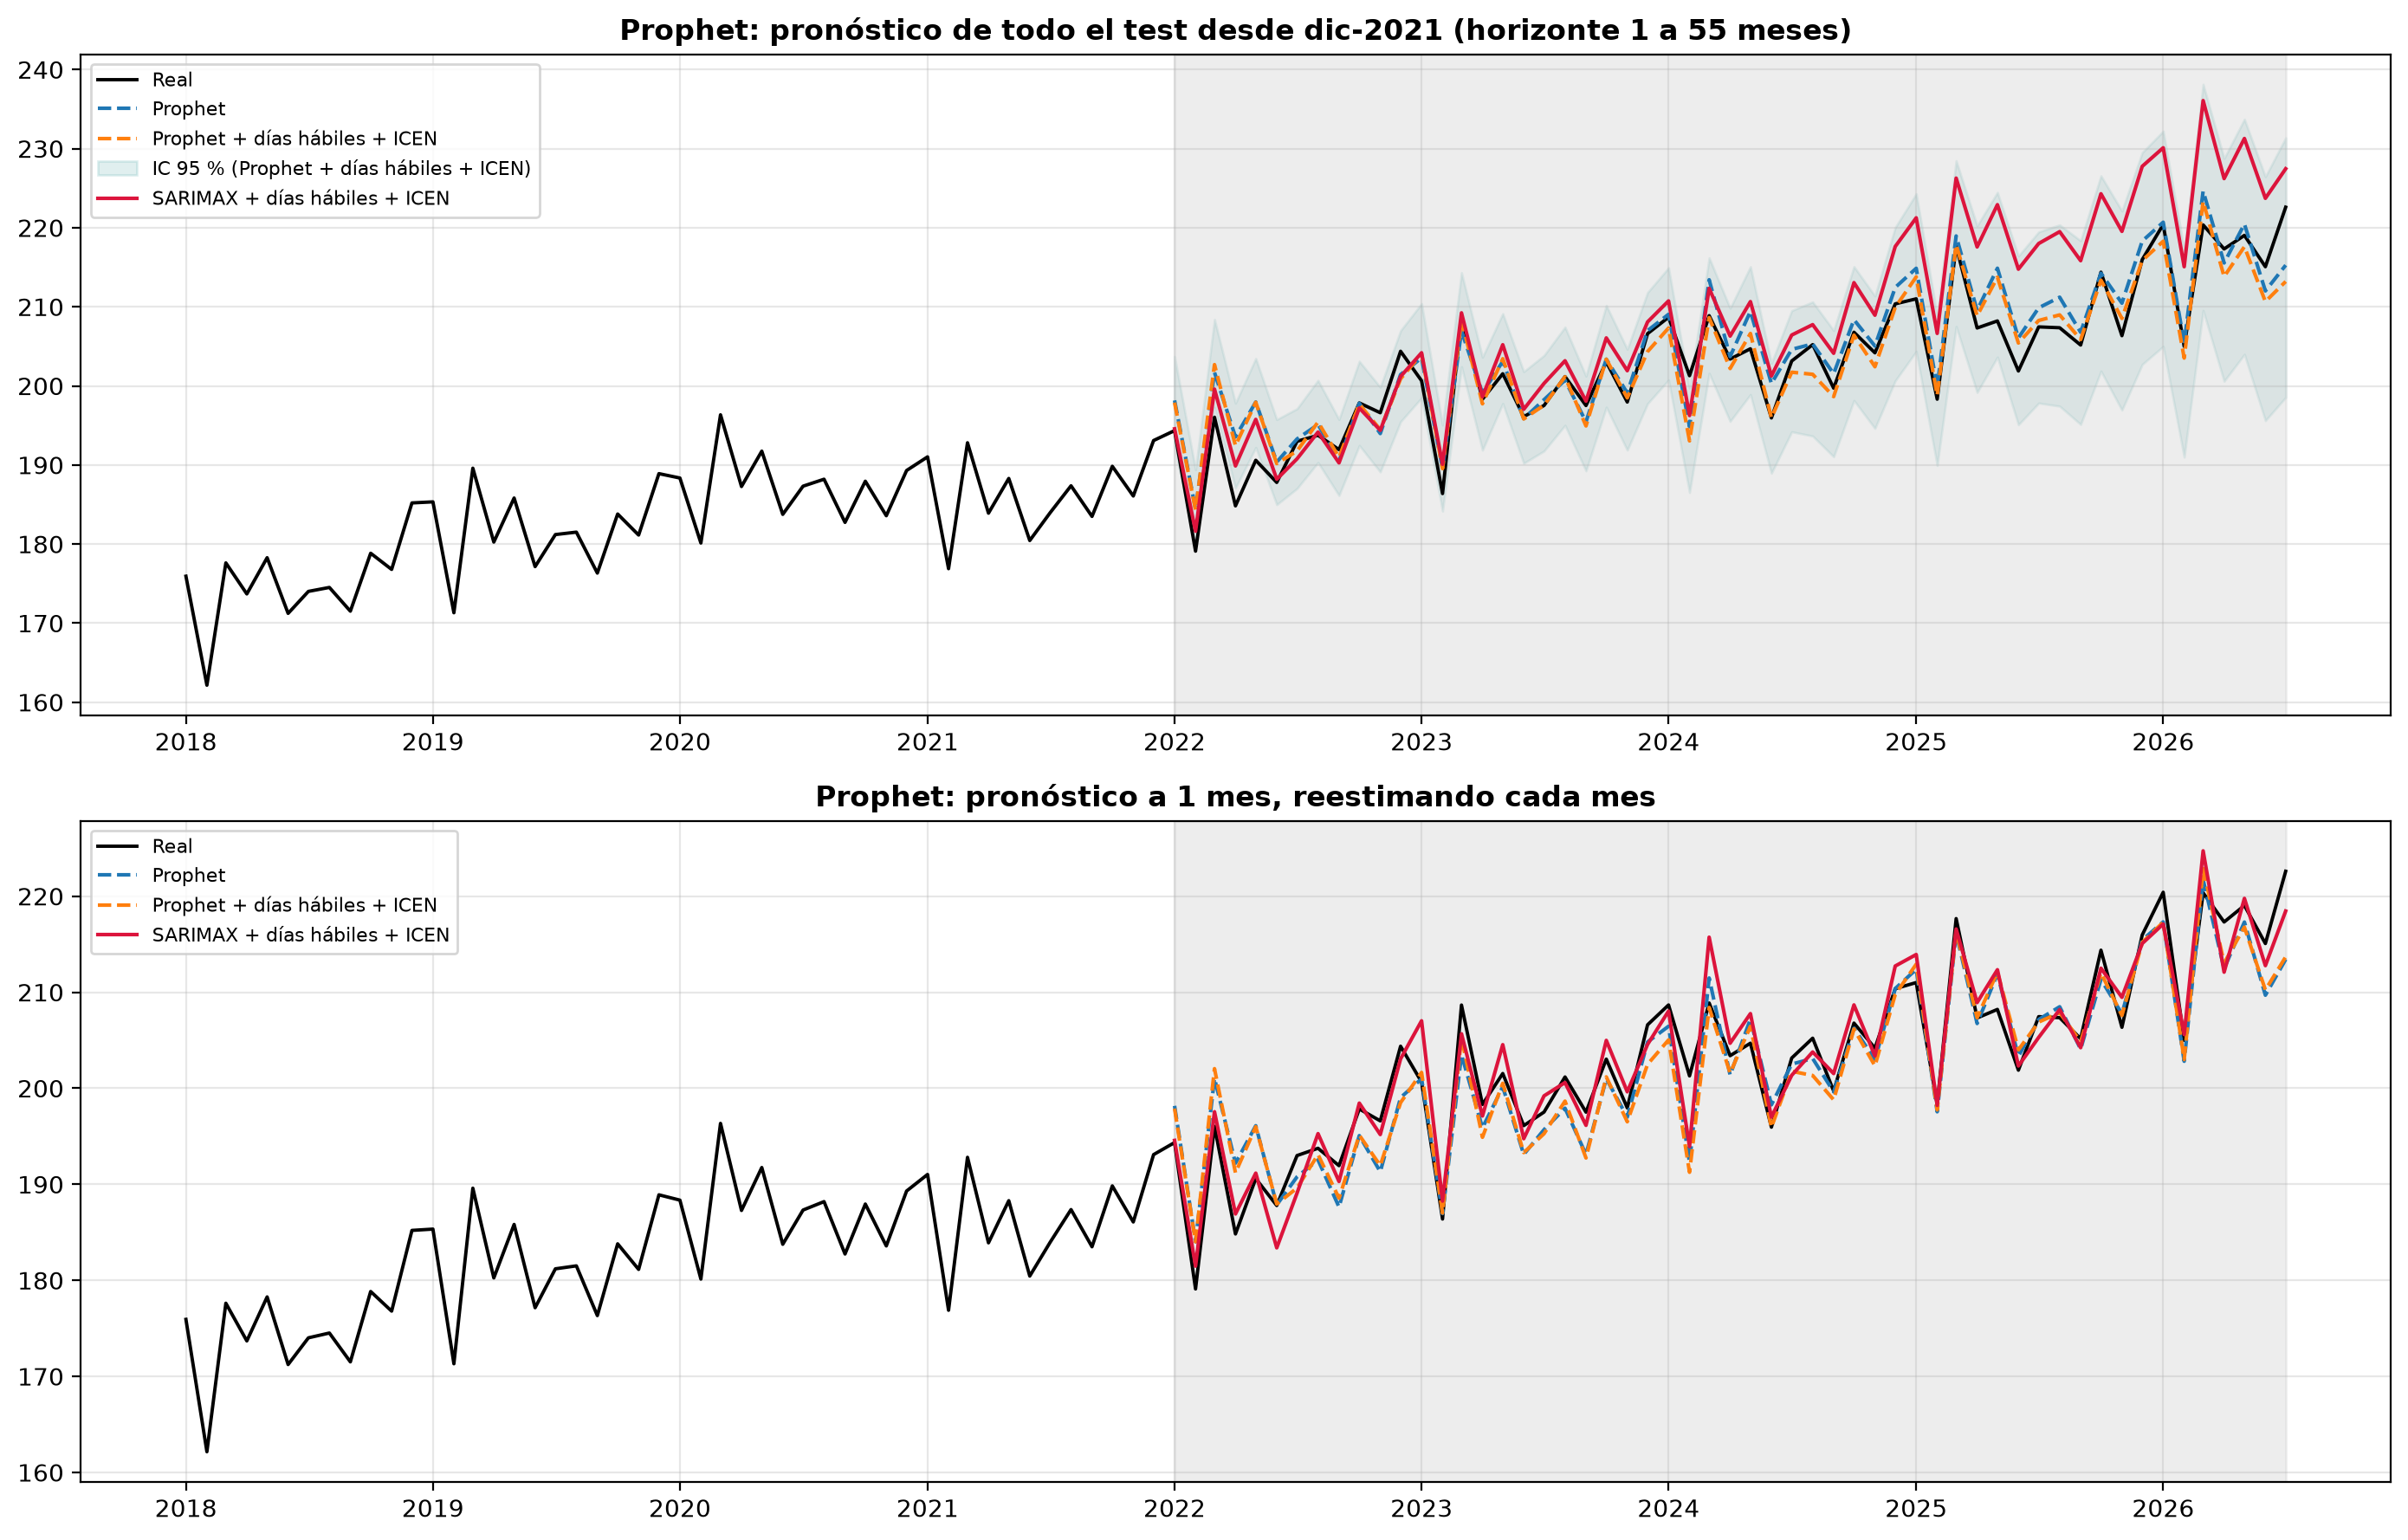 Prophet: pronóstico de todo el test desde dic-2021 (horizonte 1 a 55 meses)
240
230
220
210
200
190
180
170
160
Real
Prophet
Prophet + días hábiles + ICEN
IC 95 % (Prophet + días hábiles + ICEN)
SARIMAX + días hábiles + ICEN
2018 2019 2020 2021 2022 2023 2024 2025 2026
Prophet: pronóstico a 1 mes, reestimando cada mes
220
210
200
190
180
170
160
Real
Prophet
Prophet + días hábiles + ICEN
SARIMAX + días hábiles + ICEN
2018 2019 2020 2021 2022 2023 2024 2025 2026